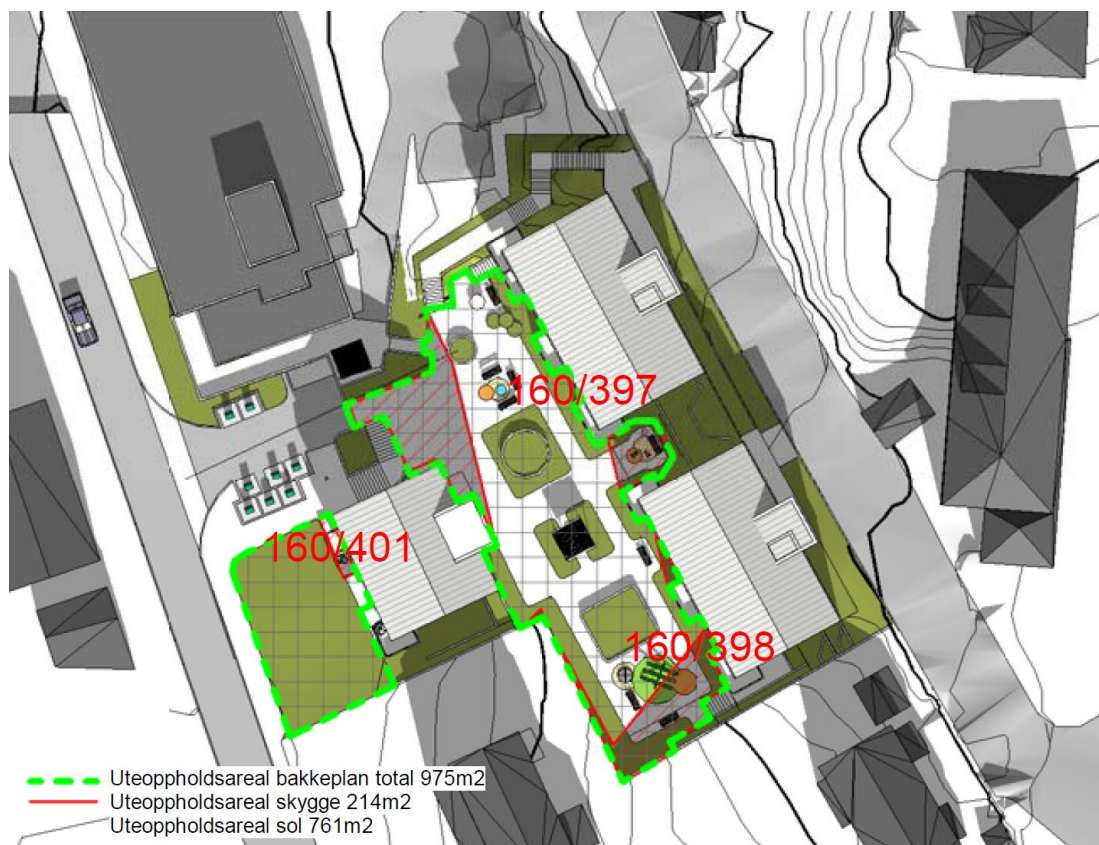 160/397
160/401
160/398
Uteoppholdsareal bakkeplan total 975m2
Uteoppholdsareal skygge 214m2
Uteoppholdsareal sol 761m2